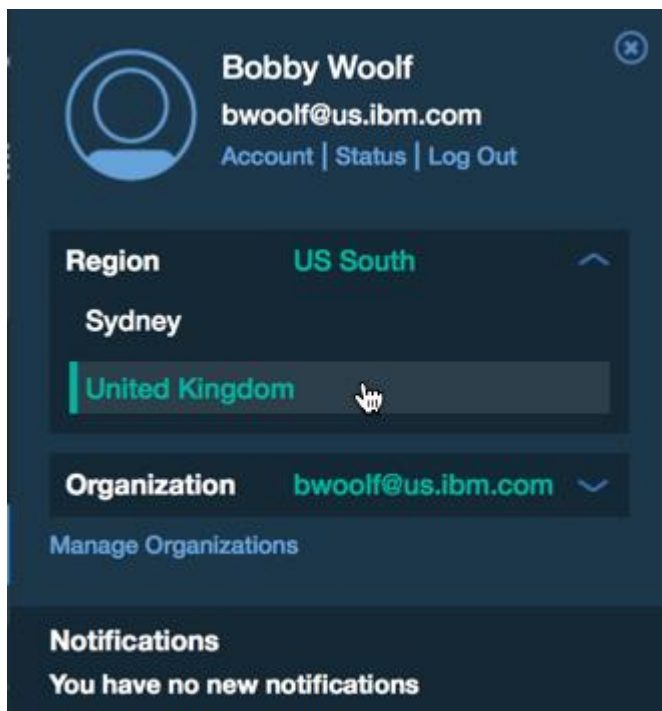 Bobby Woolf
bwoolf@us.ibm.com
Account | Status | Log Out
Region US South
Sydney
United Kingdom
Organization bwoolf@us.ibm.com
Manage Organizations
Notifications
You have no new notifications